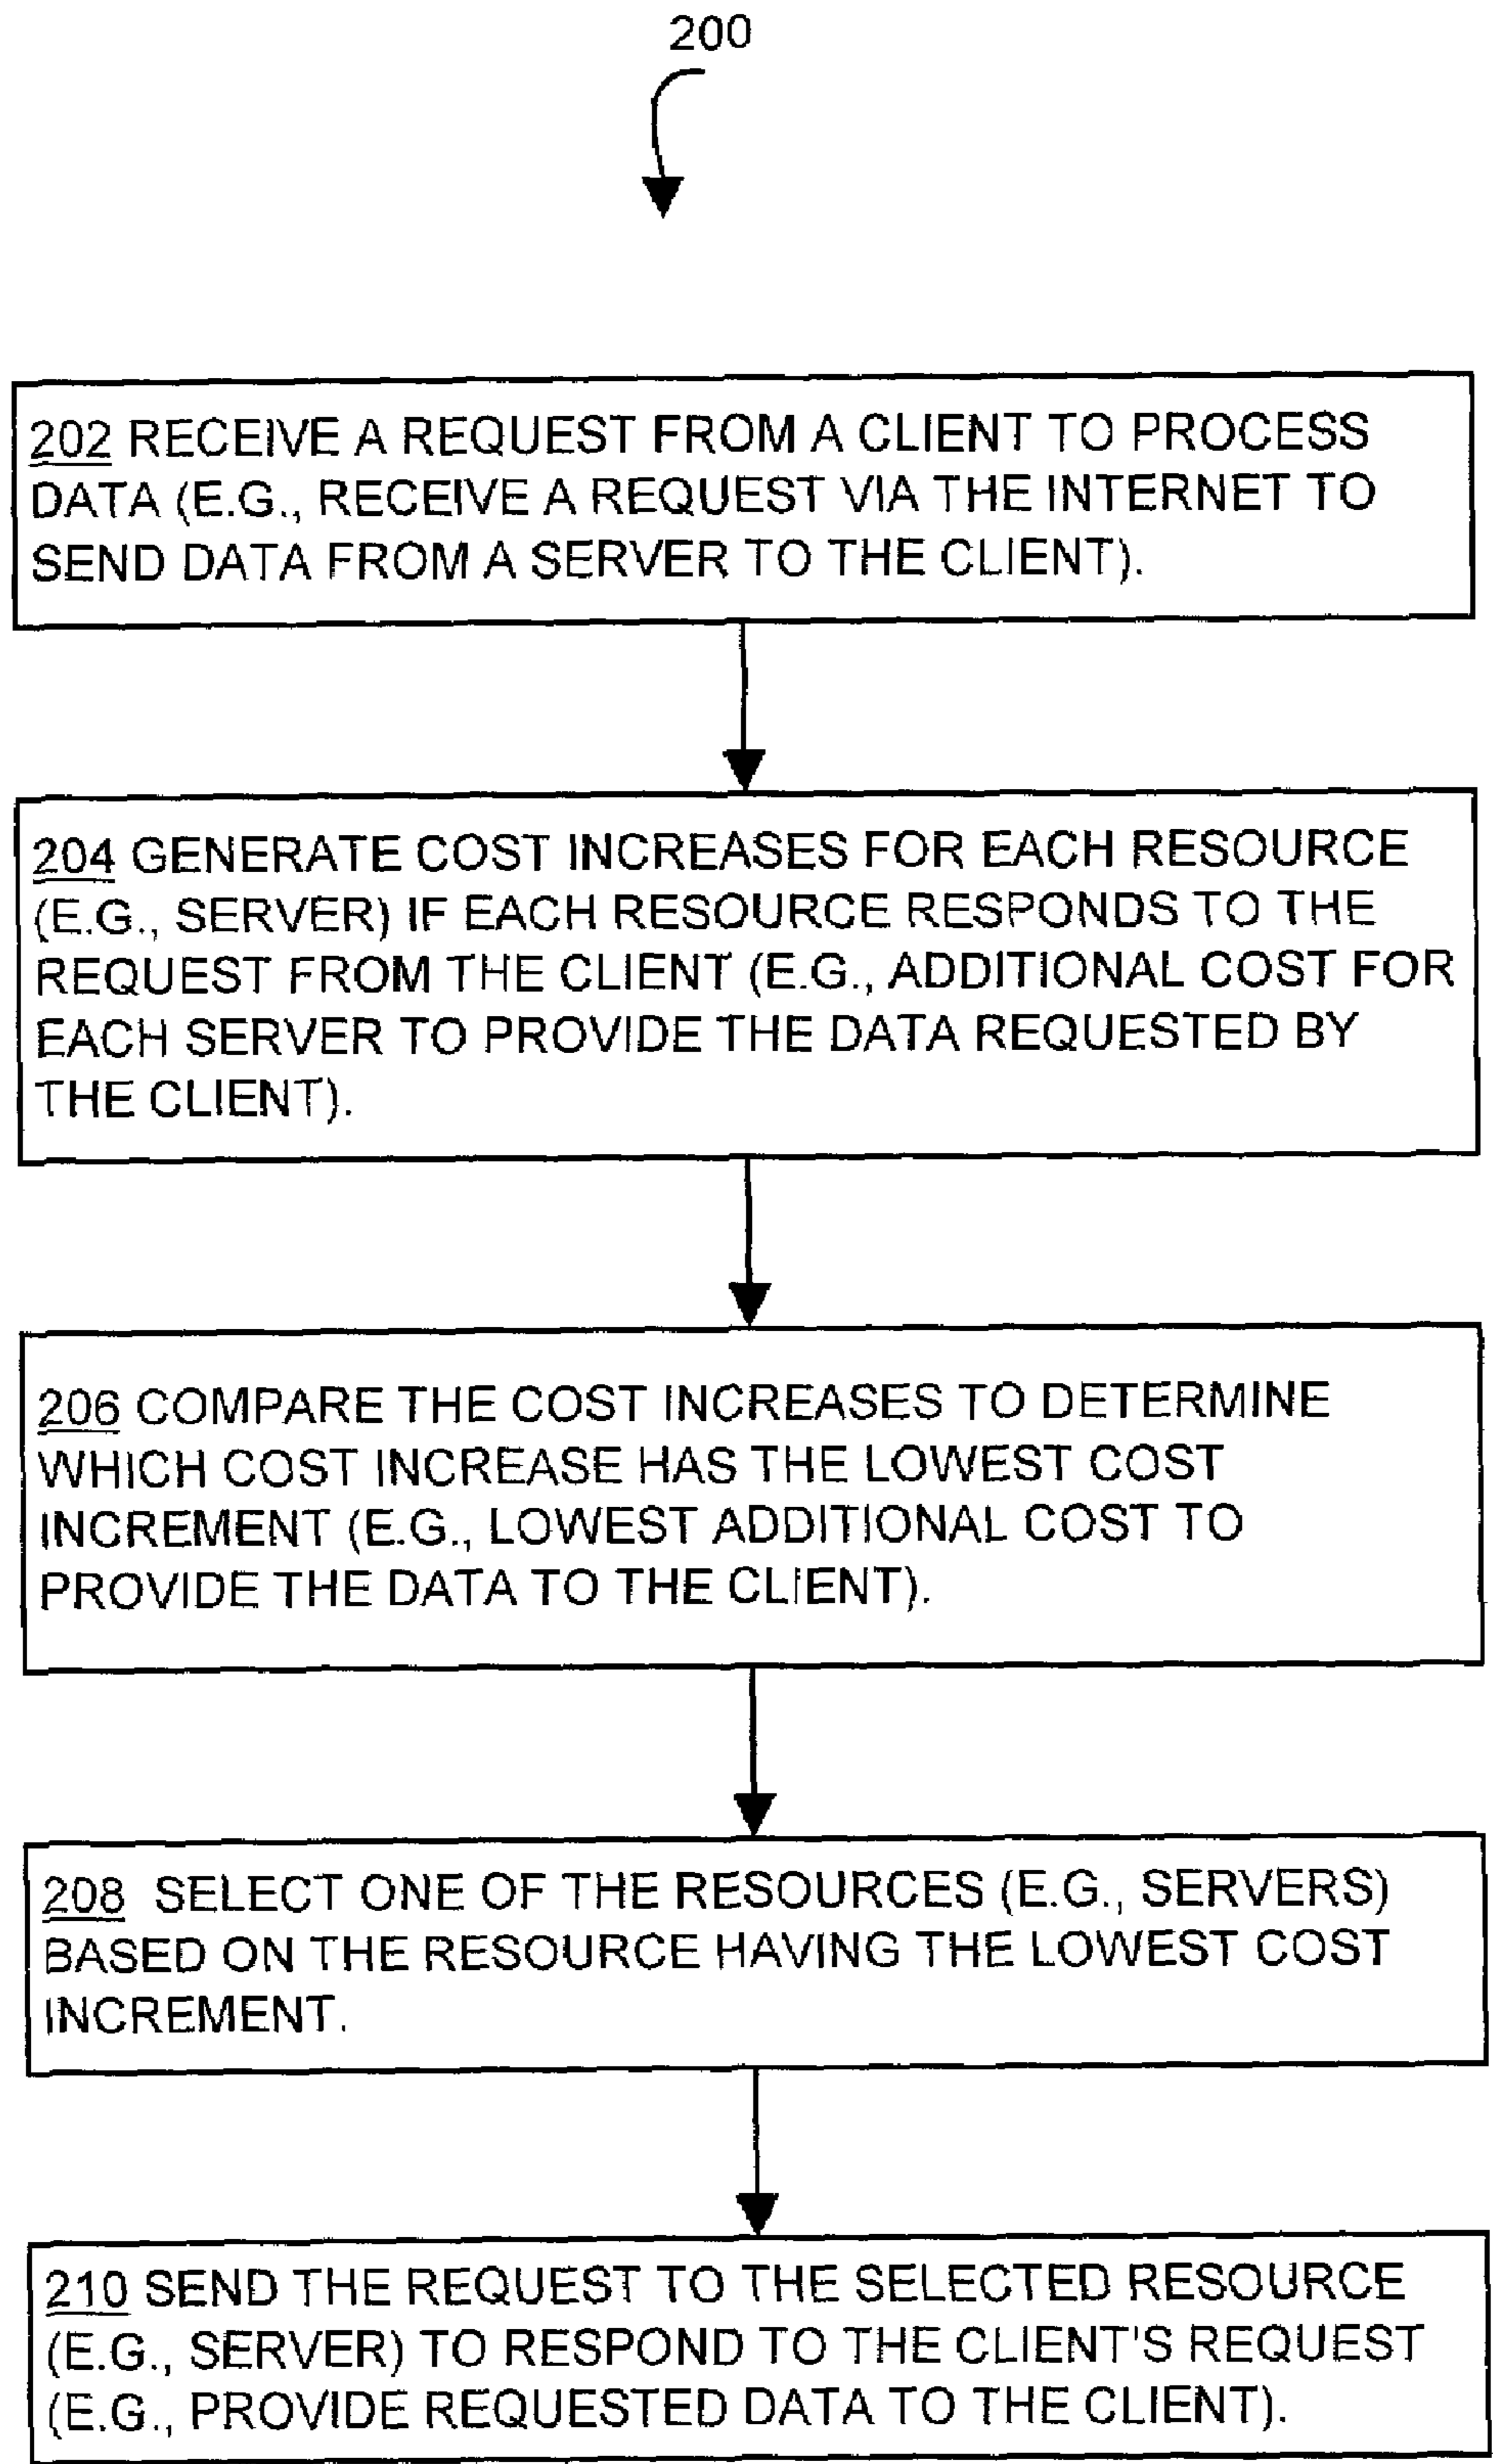 200
202 RECEIVE A REQUEST FROM A CLIENT TO PROCESS
DATA (E.G., RECEIVE A REQUEST VIA THE INTERNET TO
SEND DATA FROM A SERVER TO THE CLIENT).
204 GENERATE COST INCREASES FOR EACH RESOURCE
(E.G., SERVER) IF EACH RESOURCE RESPONDS TO THE
REQUEST FROM THE CLIENT (E.G., ADDITIONAL COST FOR
EACH SERVER TO PROVIDE THE DATA REQUESTED BY
THE CLIENT).
206 COMPARE THE COST INCREASES TO DETERMINE
WHICH COST INCREASE HAS THE LOWEST COST
INCREMENT (E.G., LOWEST ADDITIONAL COST TO
PROVIDE THE DATA TO THE CLIENT).
208 SELECT ONE OF THE RESOURCES (E.G., SERVERS)
BASED ON THE RESOURCE HAVING THE LOWEST COST
INCREMENT.
210 SEND THE REQUEST TO THE SELECTED RESOURCE
(E.G., SERVER) TO RESPOND TO THE CLIENT'S REQUEST
(E.G., PROVIDE REQUESTED DATA TO THE CLIENT).